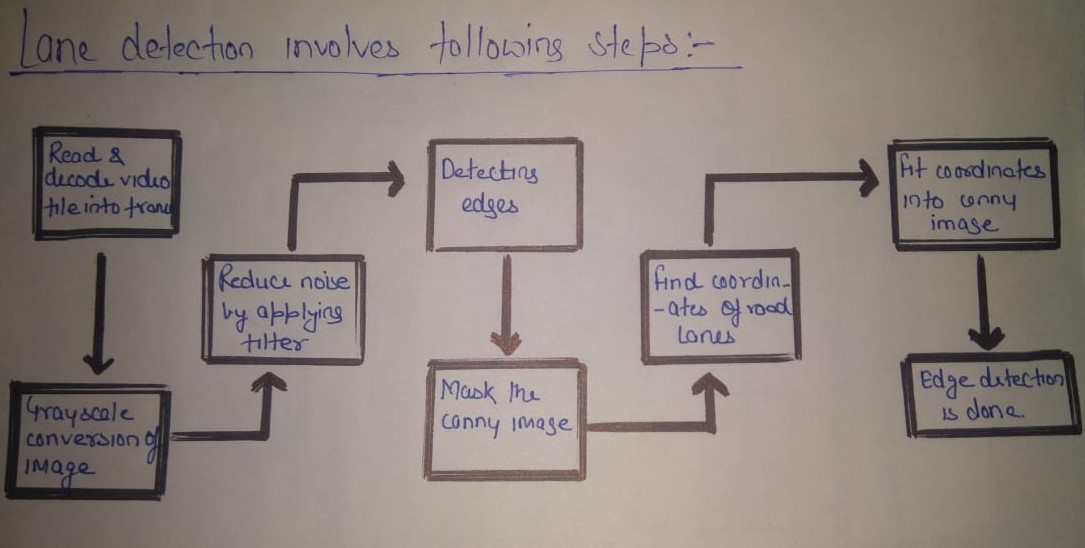 Lane detection involves following steps:-
Read &
decode video
file into frame
Grayscale
conversion of
image
Reduce noise
by applying
filter
Detecting
edges
Mask the
canny image
find coordin-
-ates of road
lanes
fit coordinates
into canny
image
Edge detection
is done.